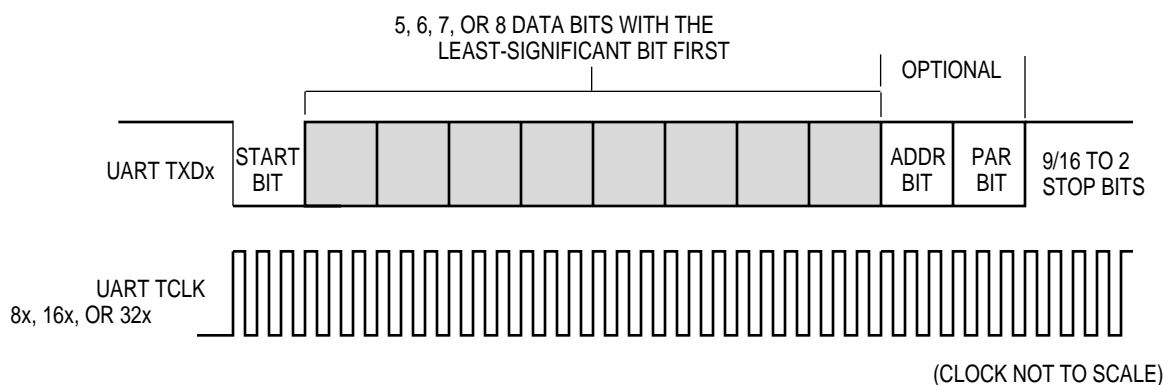 5, 6, 7, OR 8 DATA BITS WITH THE
LEAST-SIGNIFICANT BIT FIRST
OPTIONAL
UART TXDx
START
BIT
ADDR
BIT
PAR
BIT
9/16 TO 2
STOP BITS
UART TCLK
8x, 16x, OR 32x
(CLOCK NOT TO SCALE)